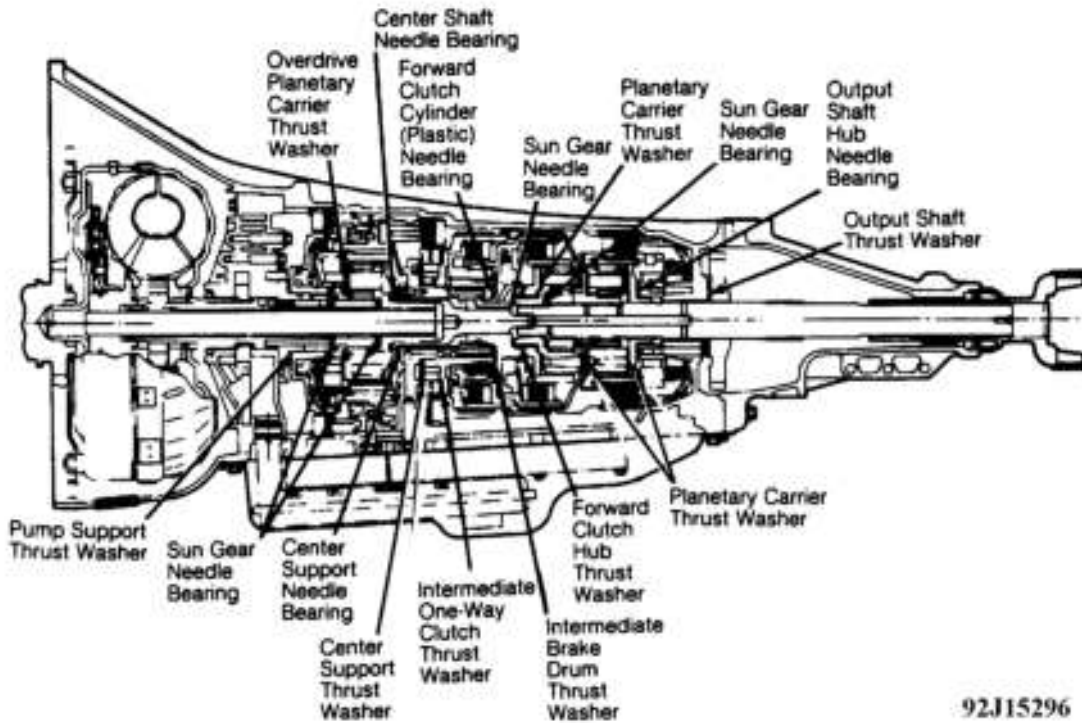 Center Shaft
Needle Bearing
Overdrive
Planetary
Carrier
Thrust
Washer
Forward
Clutch
Cylinder
(Plastic)
Needle
Bearing
Sun Gear
Needle
Bearing
Planetary
Carrier
Thrust
Washer
Sun Gear
Needle
Bearing
Output
Shaft
Hub
Needle
Bearing
Output Shaft
Thrust Washer
Pump Support
Thrust Washer
Sun Gear
Needle
Bearing
Center
Support
Needle
Bearing
Center
Support
Thrust
Washer
Intermediate
One-Way
Clutch
Thrust
Washer
Intermediate
Brake
Drum
Thrust
Washer
Forward
Clutch
Hub
Thrust
Washer
Planetary Carrier
Thrust Washer
92J15296